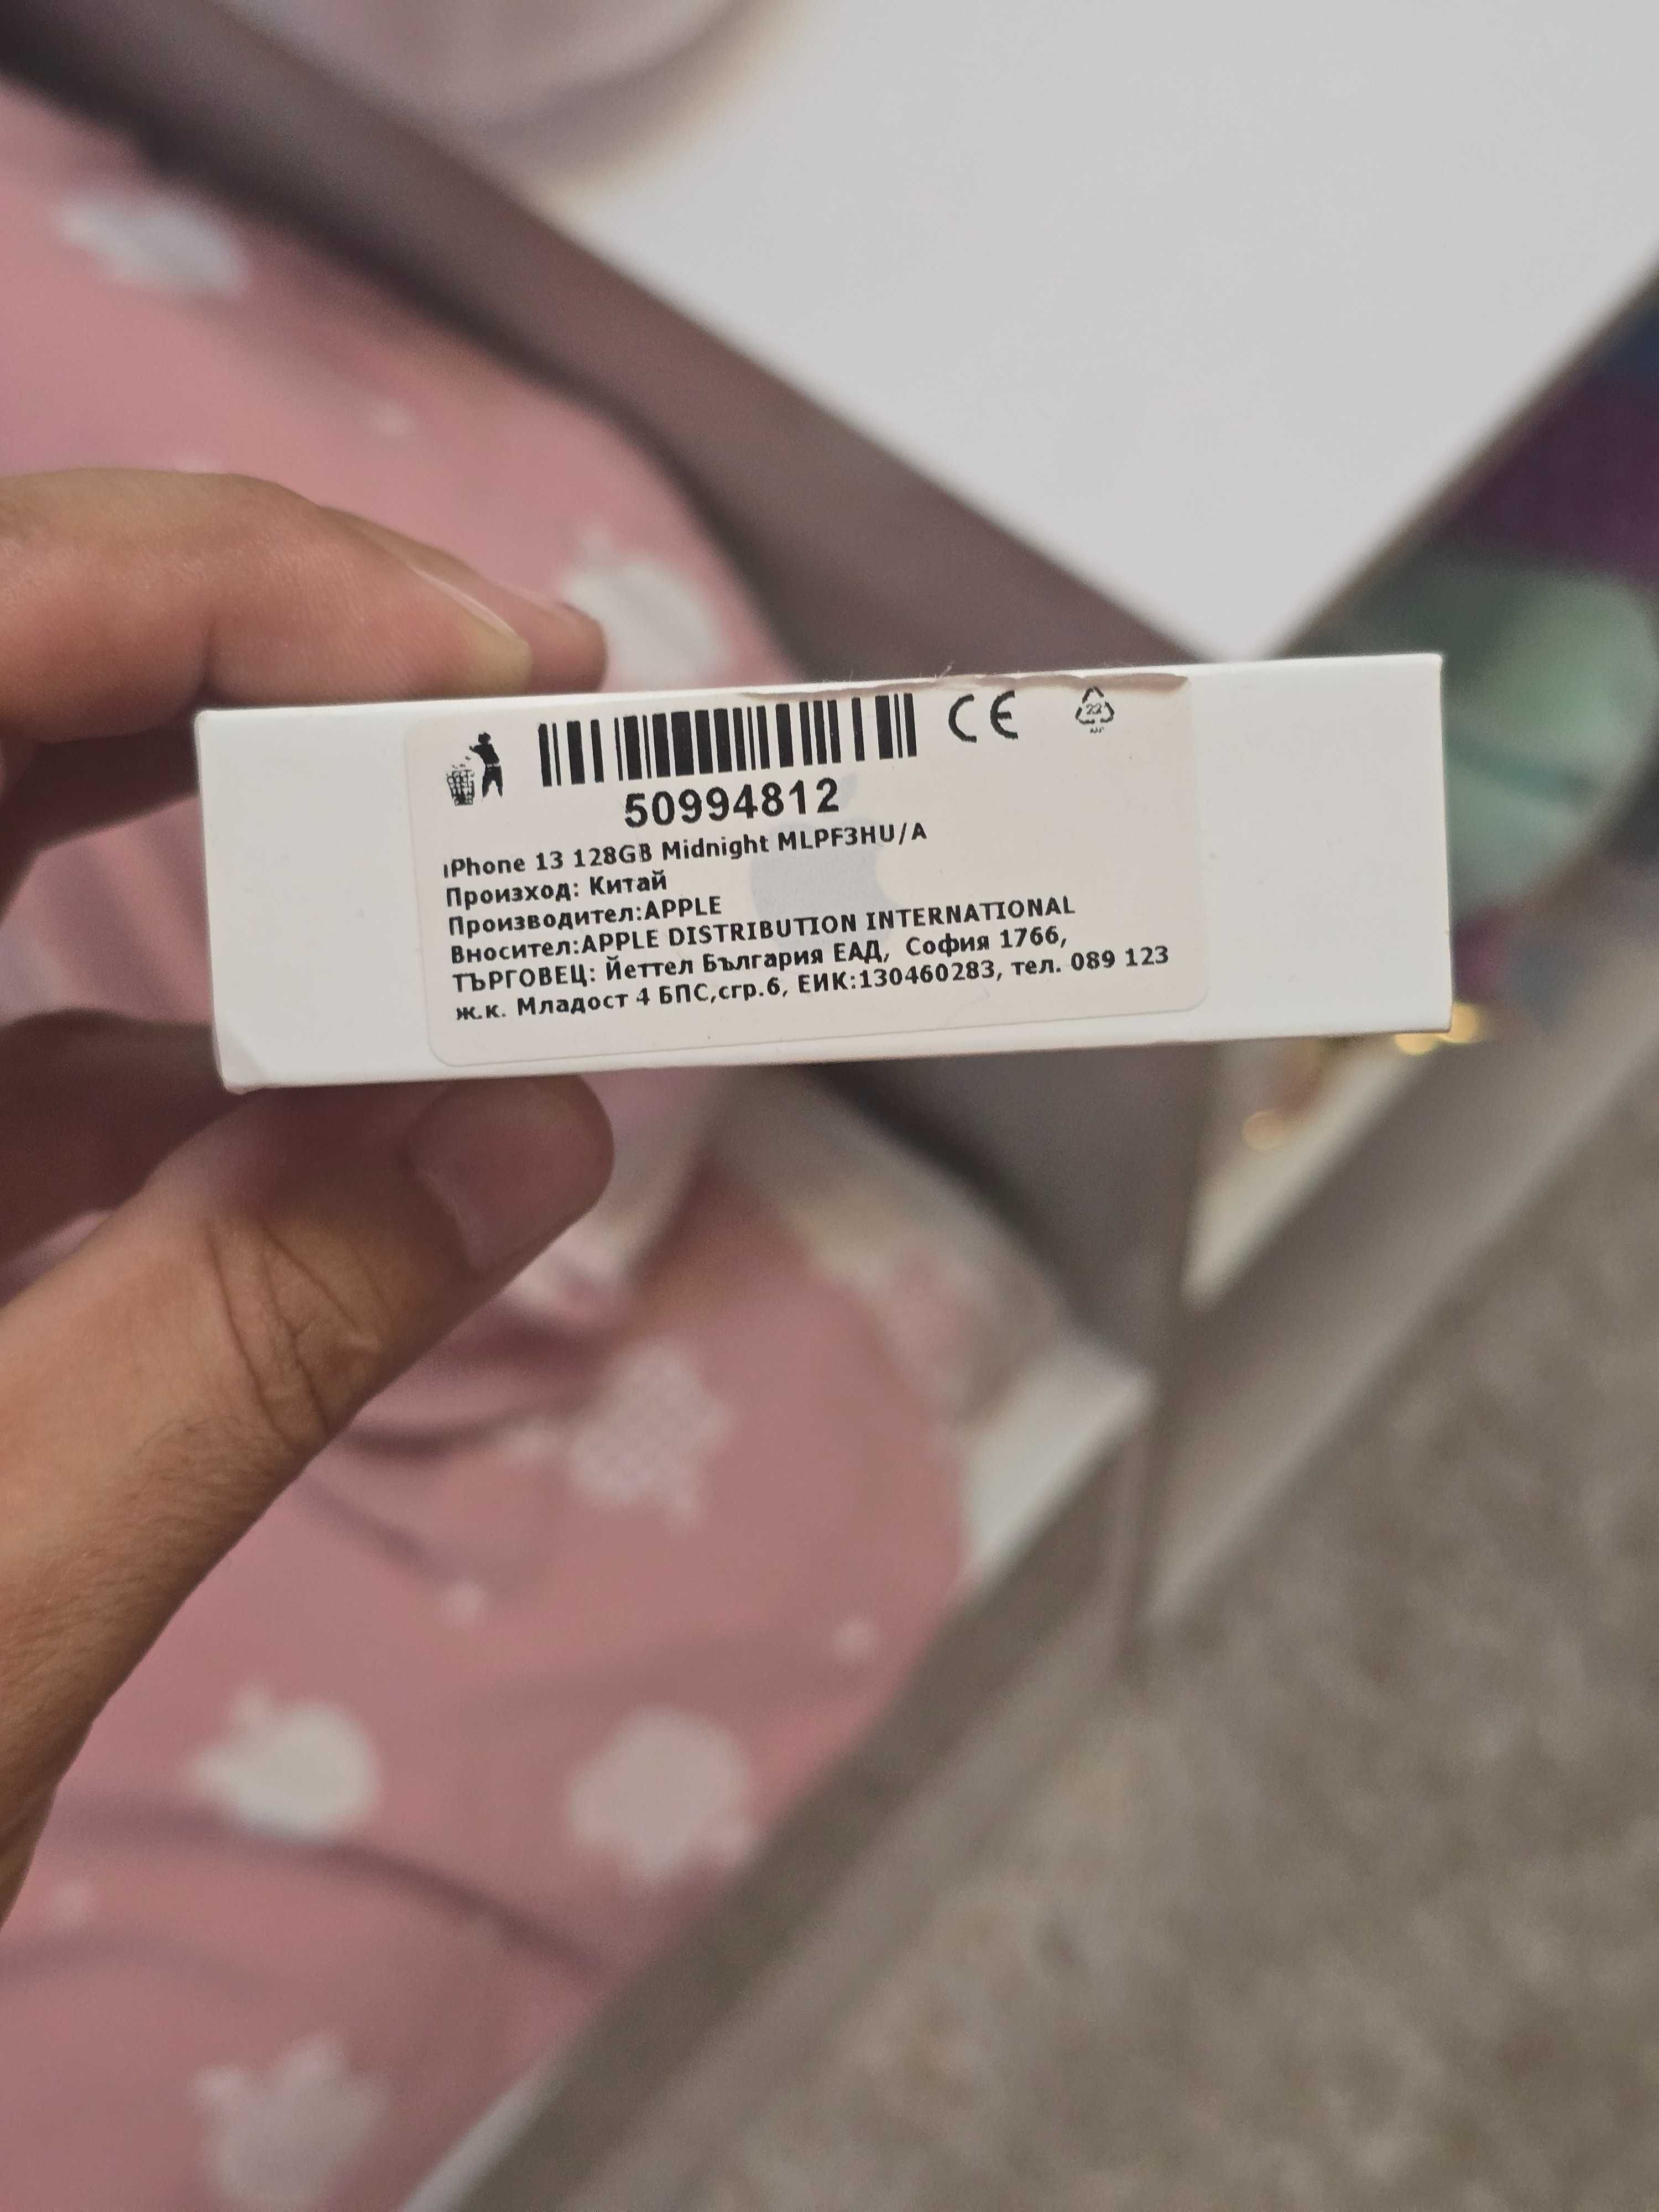 50994812
iPhone 13 128GB Midnight MLPF3HU/A
Произход: Китай
Производител:APPLE
Вносител:APPLE DISTRIBUTION INTERNATIONAL
ТЪРГОВЕЦ: Йеттел България ЕАД, София 1766,
ж.к. Младост 4 БПС,сгр.6, ЕИК:130460283, тел. 089 123
CE
22